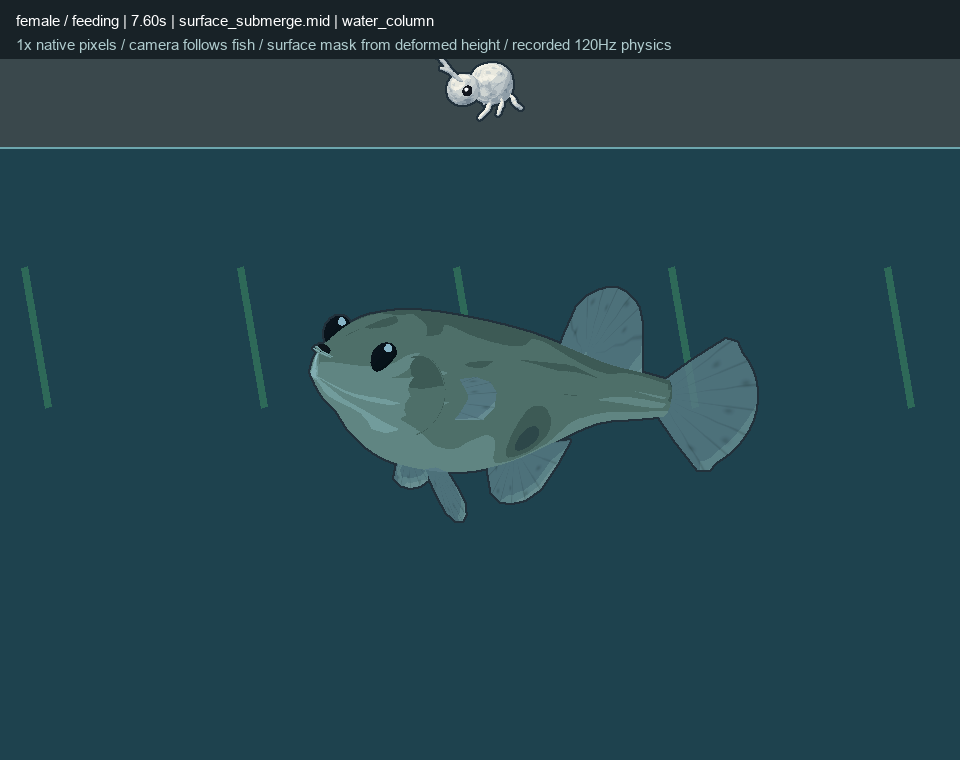 female / feeding | 7.60s | surface_submerge.mid | water_column
1x native pixels / camera follows fish / surface mask from deformed height / recorded 120Hz physics